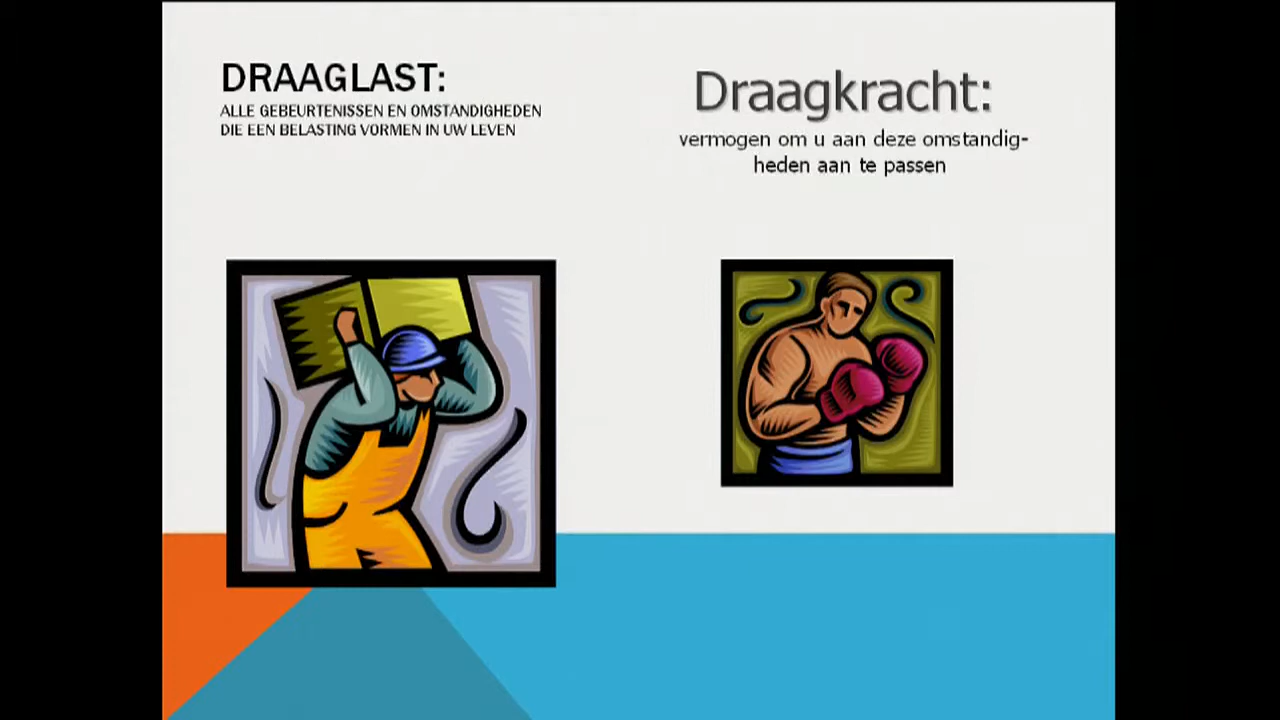 DRAAGLAST:
ALLE GEBEURTENISSEN EN OMSTANDIGHEDEN
DIE EEN BELASTING VORMEN IN UW LEVEN
Draagkracht:
vermogen om u aan deze omstandig-
heden aan te passen